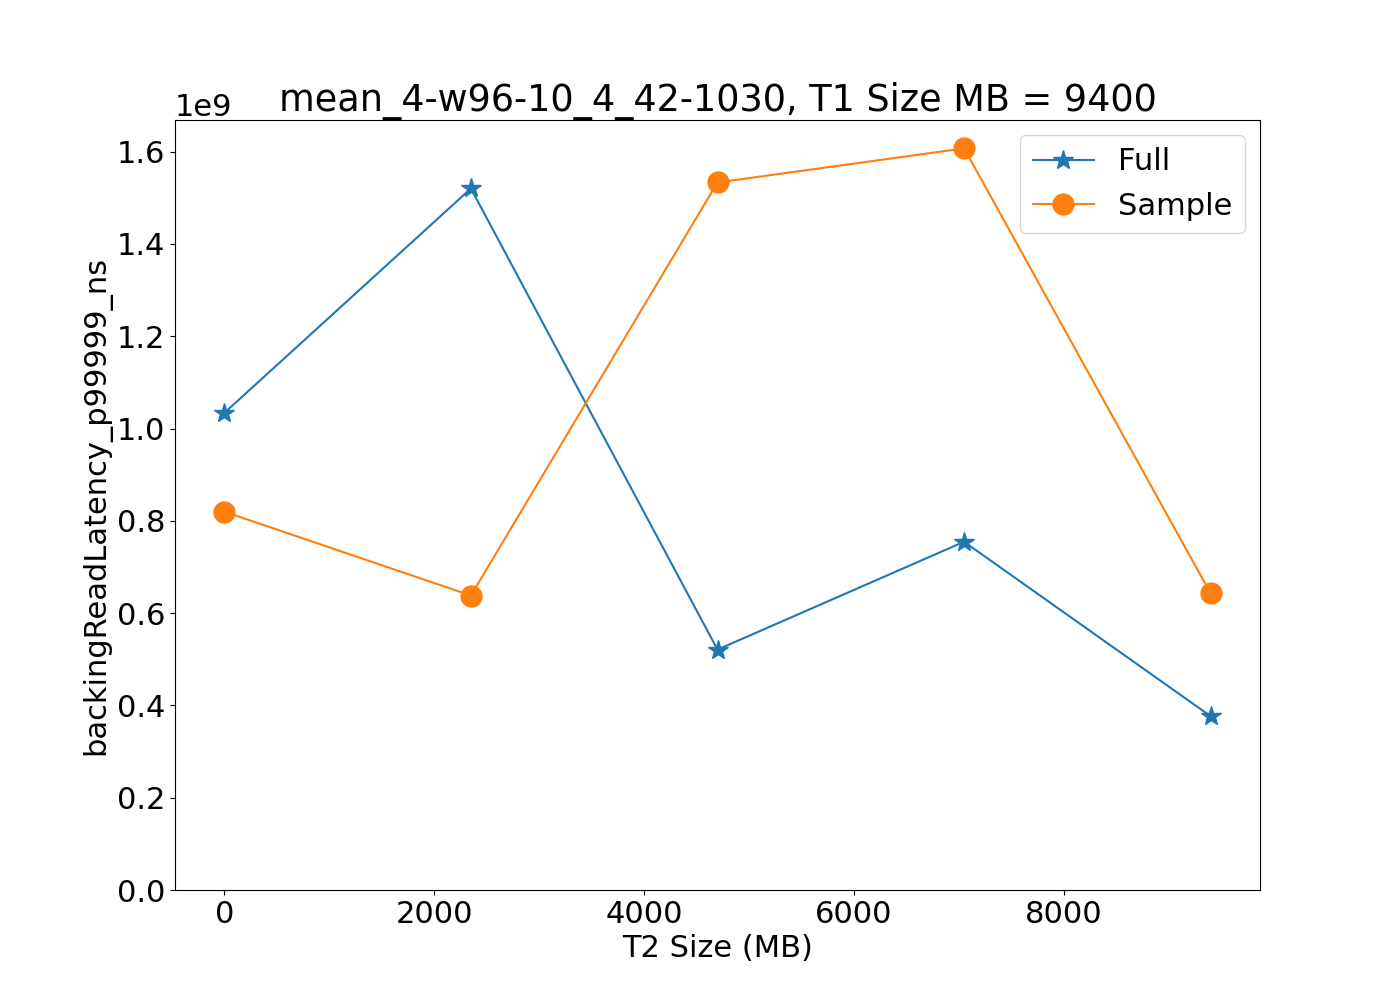 mean_4-w96-10_4_42-1030, T1 Size MB = 9400
1e9
Full
Sample
1.6
1.4
1.2
1.0
0.8
0.6
0.4
0.2
0.0
backingReadLatency_p99999_ns
0 2000 4000 6000 8000
T2 Size (MB)